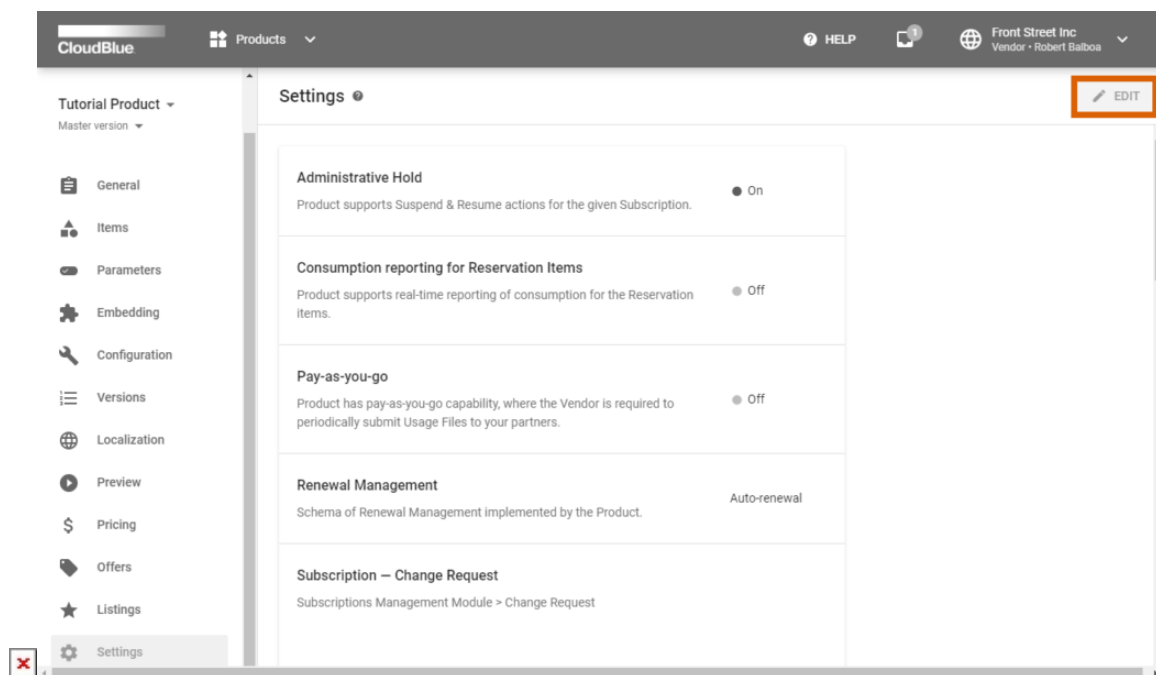 CloudBlue
Products
HELP
1
Front Street Inc
Vendor • Robert Balboa
Tutorial Product
Master version
General
Items
Parameters
Embedding
Configuration
Versions
Localization
Preview
Pricing
Offers
Listings
Settings
Settings
EDIT
Administrative Hold
Product supports Suspend & Resume actions for the given Subscription.
On
Consumption reporting for Reservation Items
Product supports real-time reporting of consumption for the Reservation
items.
Off
Pay-as-you-go
Product has pay-as-you-go capability, where the Vendor is required to
periodically submit Usage Files to your partners.
Off
Renewal Management
Schema of Renewal Management implemented by the Product.
Auto-renewal
Subscription — Change Request
Subscriptions Management Module > Change Request